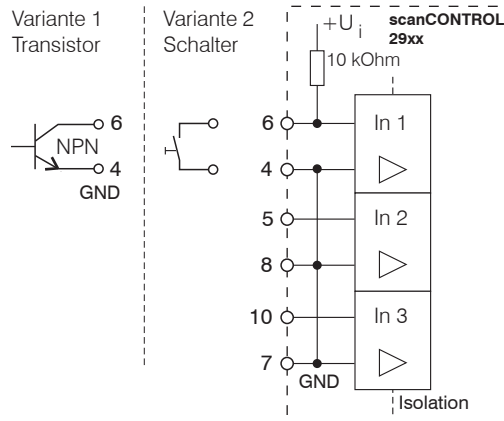 Variante 1
Transistor
Variante 2
Schalter
+U i
scanCONTROL
29xx
10 kOhm
6
NPN
4
GND
6
In 1
4
5
In 2
8
10
In 3
7
GND
Isolation